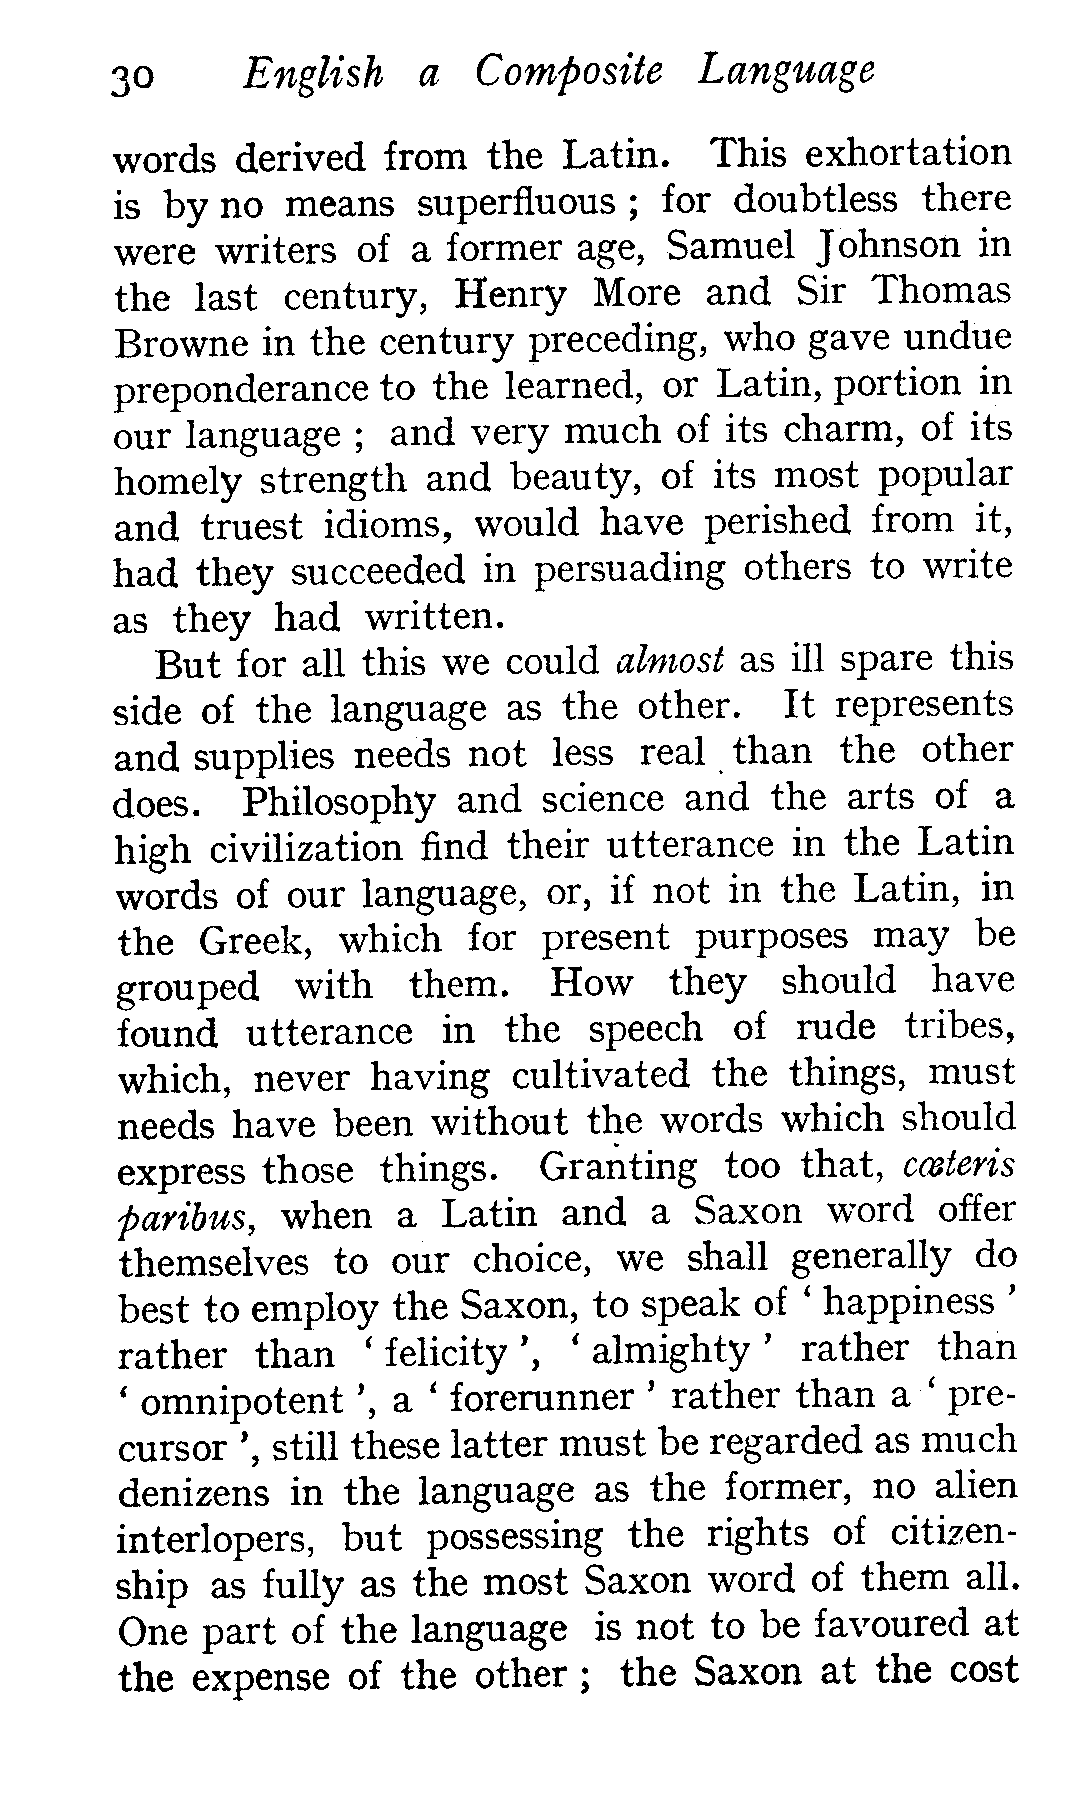 30 English a Composite Language
words derived from the Latin. This exhortation
is by no means superfluous ; for doubtless there
were writers of a former age, Samuel Johnson in
the last century, Henry More and Sir Thomas
Browne in the century preceding, who gave undue
preponderance to the learned, or Latin, portion in
our language ; and very much of its charm, of its
homely strength and beauty, of its most popular
and truest idioms, would have perished from it,
had they succeeded in persuading others to write
as they had written.
But for all this we could almost as ill spare this
side of the language as the other. It represents
and supplies needs not less real than the other
does. Philosophy and science and the arts of a
high civilization find their utterance in the Latin
words of our language, or, if not in the Latin, in
the Greek, which for present purposes may be
grouped with them. How they should have
found utterance in the speech of rude tribes,
which, never having cultivated the things, must
needs have been without the words which should
express those things. Granting too that, cœteris
paribus, when a Latin and a Saxon word offer
themselves to our choice, we shall generally do
best to employ the Saxon, to speak of ‘ happiness ’
rather than ‘ felicity ’, ‘ almighty ’ rather than
‘ omnipotent ’, a ‘ forerunner ’ rather than a ‘ pre-
cursor ’, still these latter must be regarded as much
denizens in the language as the former, no alien
interlopers, but possessing the rights of citizen-
ship as fully as the most Saxon word of them all.
One part of the language is not to be favoured at
the expense of the other ; the Saxon at the cost